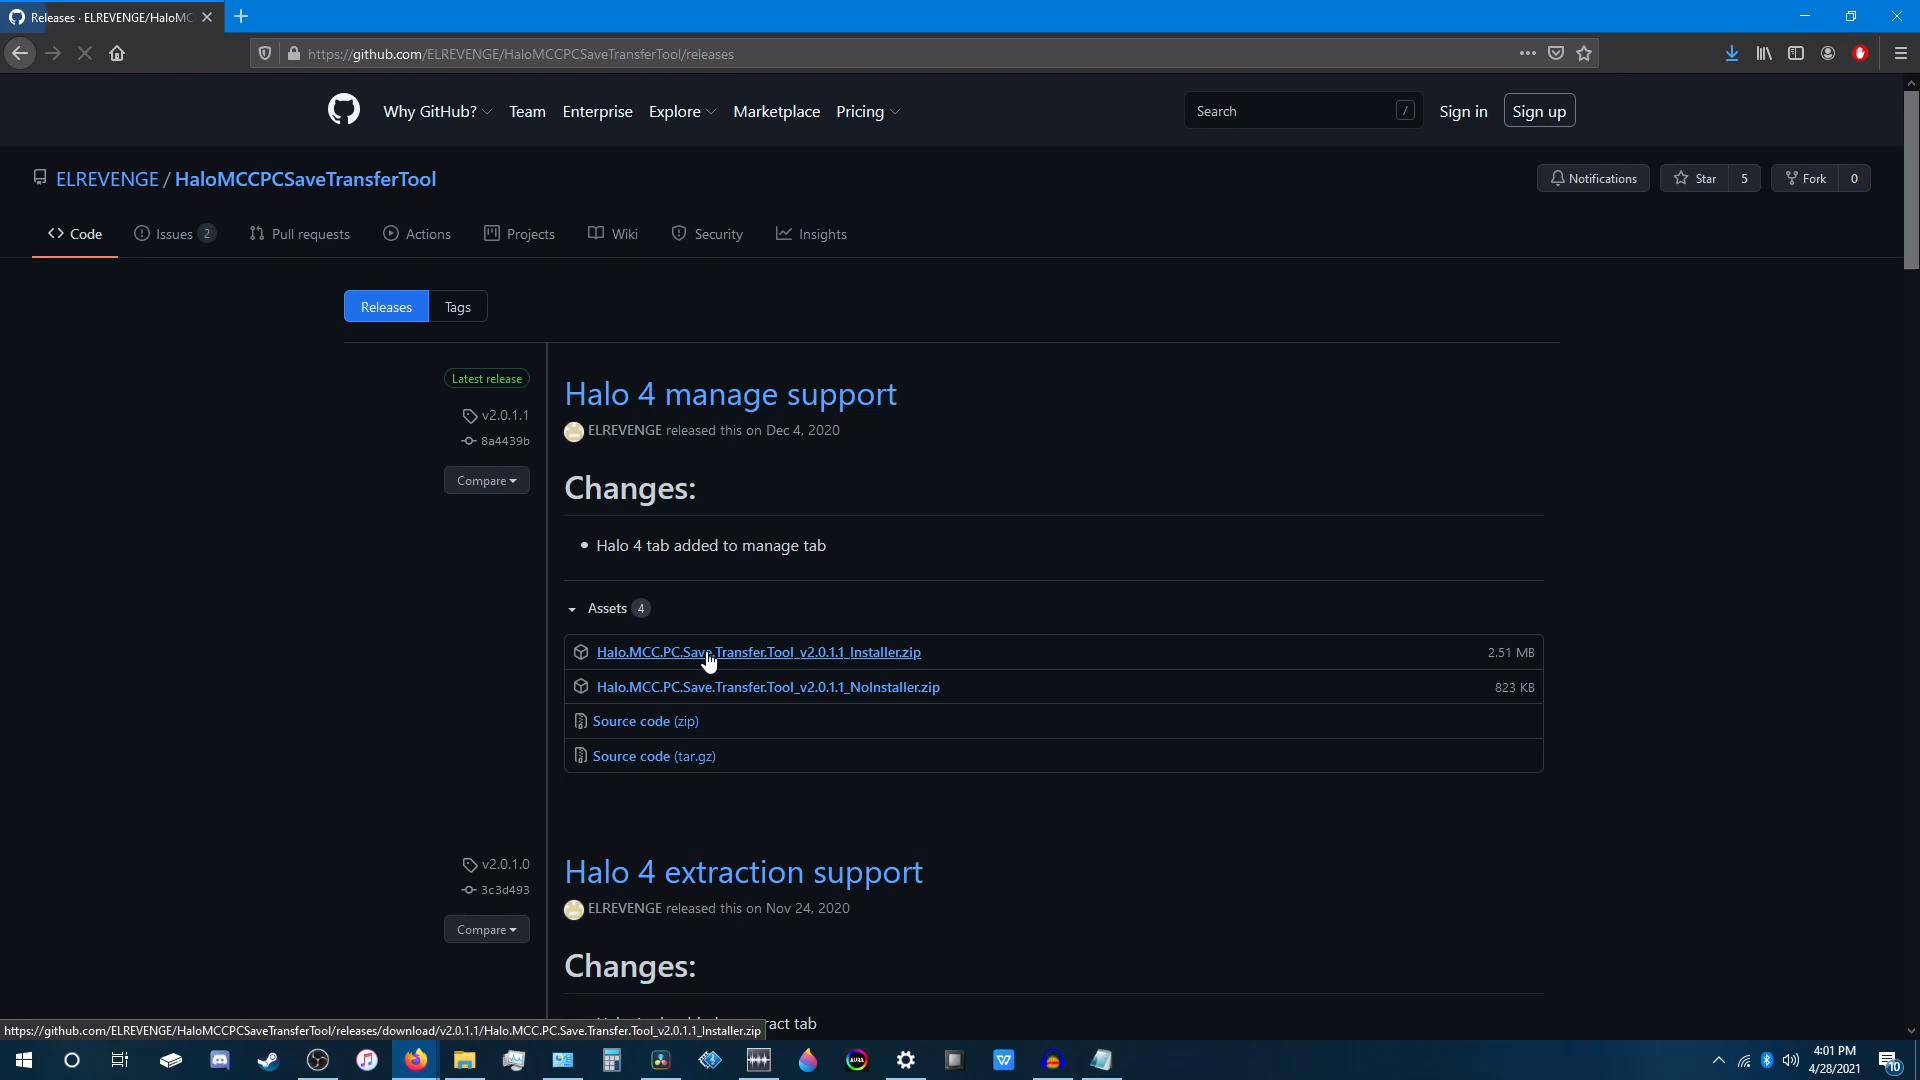 Releases · ELREVENGE/HaloMC
https://github.com/ELREVENGE/HaloMCCPCSaveTransferTool/releases
Why GitHub?
Team
Enterprise
Explore
Marketplace
Pricing
Search
/
Sign in
Sign up
ELREVENGE / HaloMCCPCSaveTransferTool
Notifications
Star 5
Fork 0
Code
Issues 2
Pull requests
Actions
Projects
Wiki
Security
Insights
Releases
Tags
Latest release
v2.0.1.1
8a4439b
Compare
Halo 4 manage support
ELREVENGE released this on Dec 4, 2020
Changes:
• Halo 4 tab added to manage tab
Assets 4
Halo.MCC.PC.Save.Transfer.Tool_v2.0.1.1_Installer.zip 2.51 MB
Halo.MCC.PC.Save.Transfer.Tool_v2.0.1.1_NoInstaller.zip 823 KB
Source code (zip)
Source code (tar.gz)
v2.0.1.0
3c3d493
Compare
Halo 4 extraction support
ELREVENGE released this on Nov 24, 2020
Changes:
ract tab
https://github.com/ELREVENGE/HaloMCCPCSaveTransferTool/releases/download/v2.0.1.1/Halo.MCC.PC.Save.Transfer.Tool_v2.0.1.1_Installer.zip
AURA
W
4:01 PM
4/28/2021
10